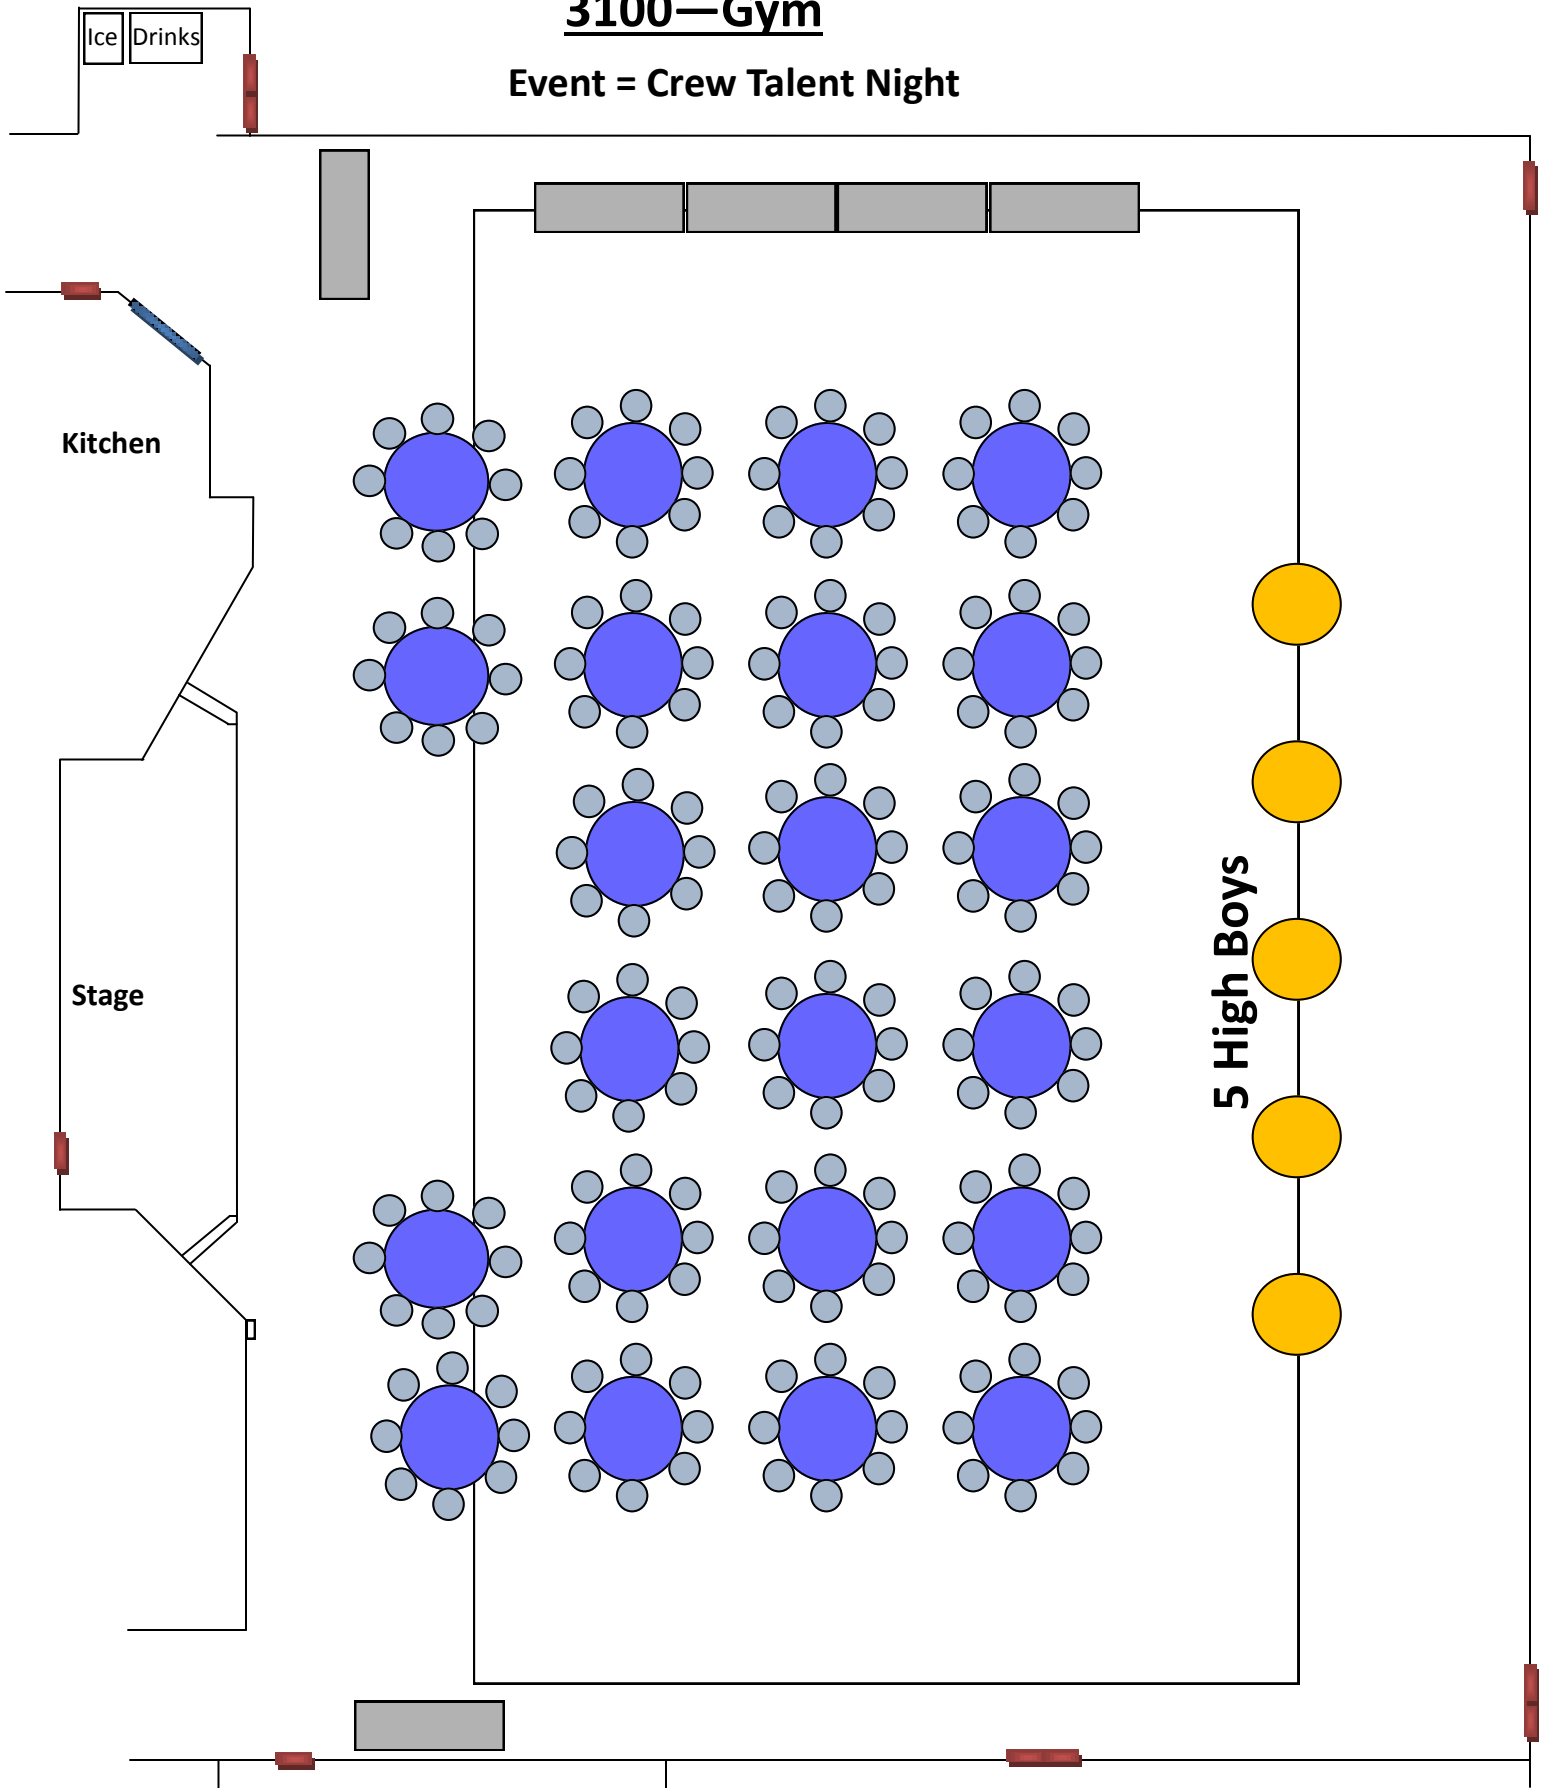 3100—Gym
Ice
Drinks
Event = Crew Talent Night
Kitchen
5 High Boys
Stage